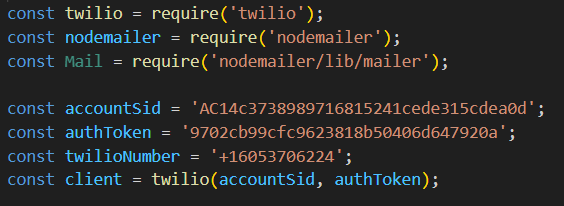 const twilio = require('twilio');
const nodemailer = require('nodemailer');
const Mail = require('nodemailer/lib/mailer');
const accountSid = 'AC14c3738989716815241cede315cdea0d';
const authToken = '9702cb99cfc9623818b50406d647920a';
const twilioNumber = '+16053706224';
const client = twilio(accountSid, authToken);